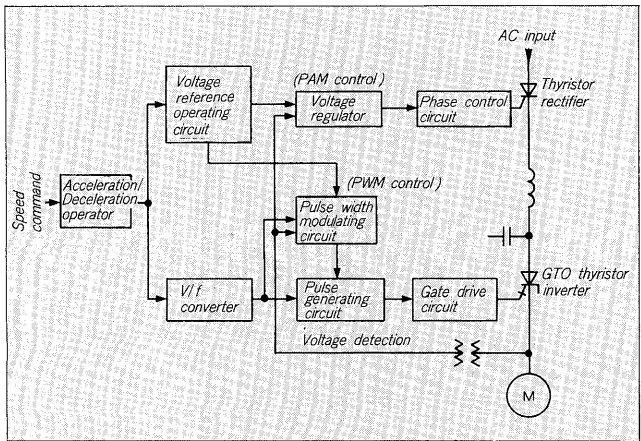 AC input
Voltage
reference
operating
circuit
(PAM control)
Voltage
regulator
Phase control
circuit
Thyristor
rectifier
Speed
command
Acceleration/
Deceleration
operator
(PWM control)
Pulse width
modulating
circuit
V/f
converter
Pulse
generating
circuit
Gate drive
circuit
GTO thyristor
inverter
Voltage detection
M